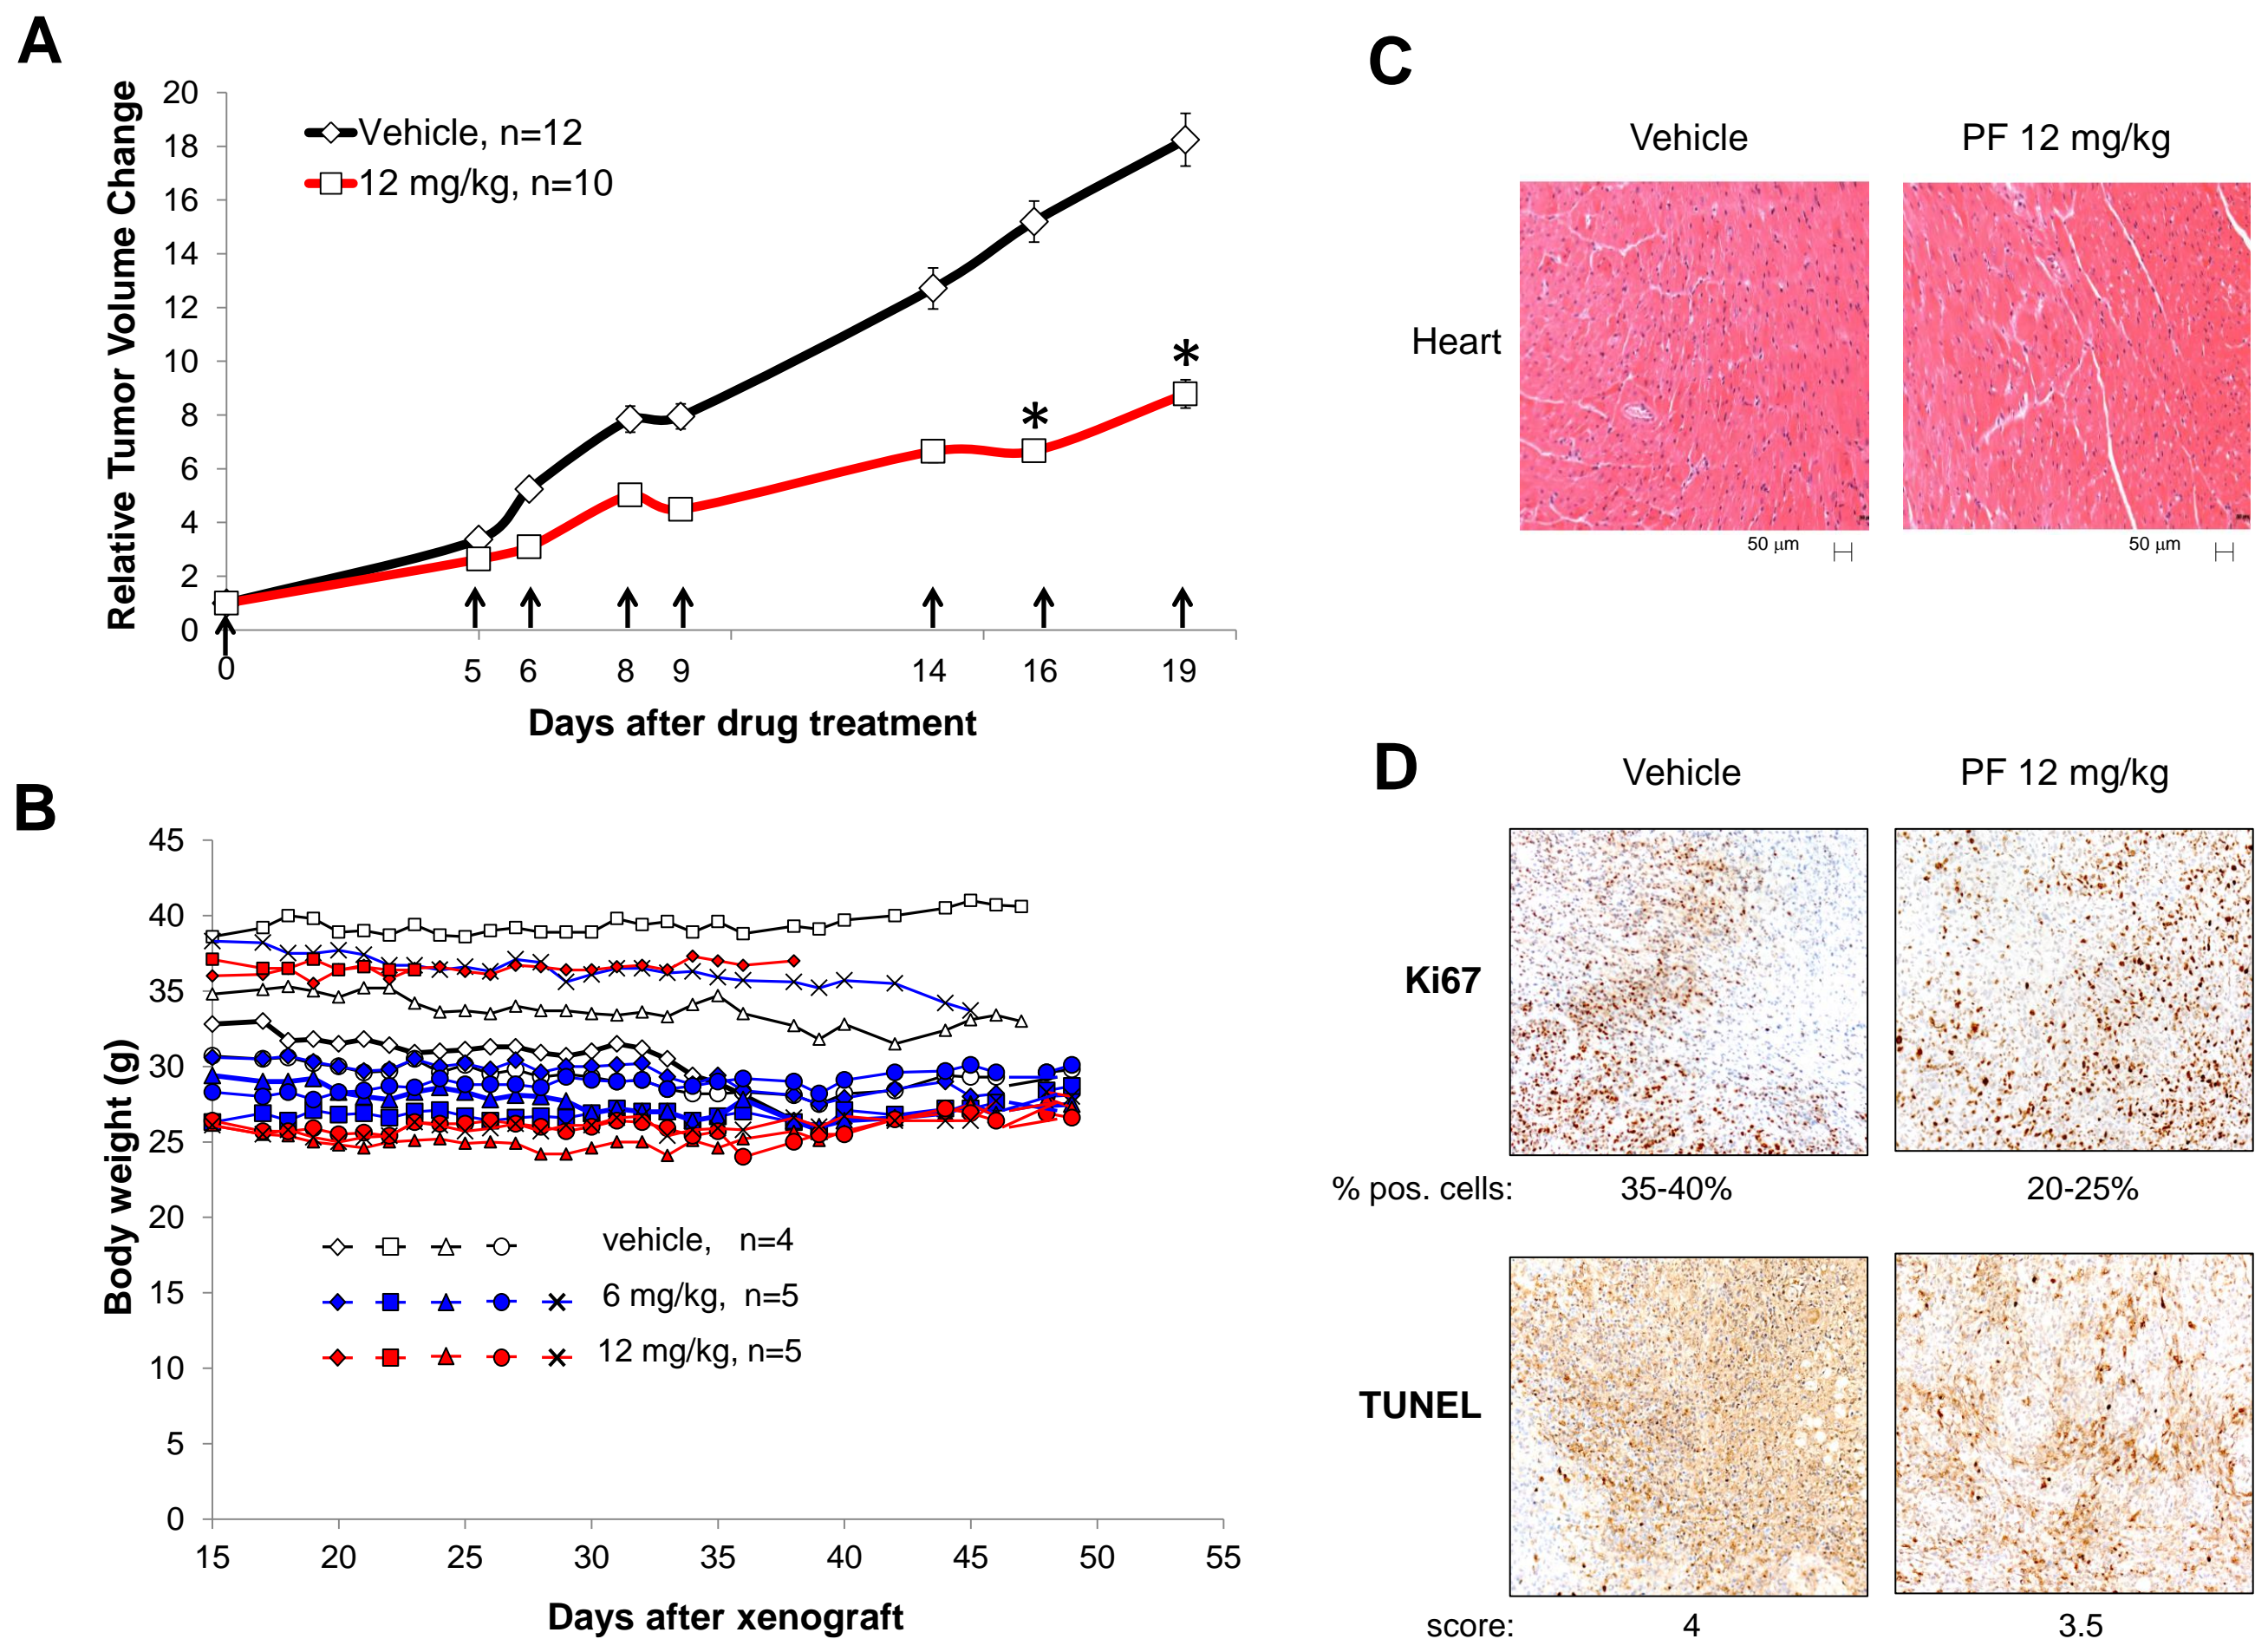 A
Relative Tumor Volume Change
20
18
16
14
12
10
8
6
4
2
0
Vehicle, n=12
12 mg/kg, n=10
*
*
0 5 6 8 9 14 16 19
Days after drug treatment
B
Body weight (g)
45
40
35
30
25
20
15
10
5
0
vehicle, n=4
6 mg/kg, n=5
12 mg/kg, n=5
15 20 25 30 35 40 45 50 55
Days after xenograft
C
Vehicle PF 12 mg/kg
Heart
50 µm 50 µm
D
Vehicle PF 12 mg/kg
Ki67
% pos. cells: 35-40% 20-25%
TUNEL
score: 4 3.5